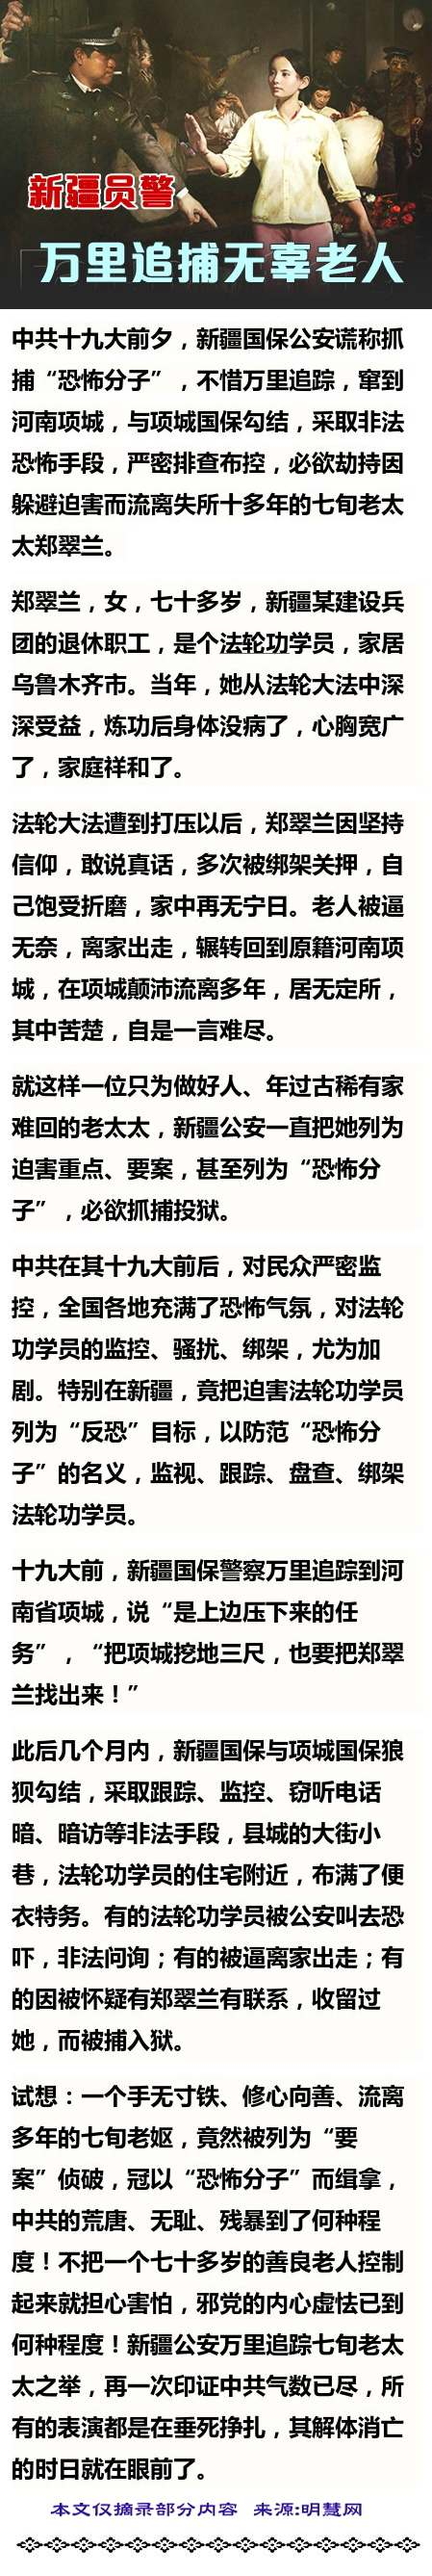 新疆员警
万里追捕无辜老人
中共十九大前夕，新疆国保公安谎称抓
捕“恐怖分子”，不惜万里追踪，窜到
河南项城，与项城国保勾结，采取非法
恐怖手段，严密排查布控，必欲劫持因
躲避迫害而流离失所十多年的七旬老太
太郑翠兰。
郑翠兰，女，七十多岁，新疆某建设兵
团的退休职工，是个法轮功学员，家居
乌鲁木齐市。当年，她从法轮大法中深
深受益，炼功后身体没病了，心胸宽广
了，家庭祥和了。
法轮大法遭到打压以后，郑翠兰因坚持
信仰，敢说真话，多次被绑架关押，自
己饱受折磨，家中再无宁日。老人被逼
无奈，离家出走，辗转回到原籍河南项
城，在项城颠沛流离多年，居无定所，
其中苦楚，自是一言难尽。
就这样一位只为做好人、年过古稀有家
难回的老太太，新疆公安一直把她列为
迫害重点、要案，甚至列为“恐怖分
子”，必欲抓捕投狱。
中共在其十九大前后，对民众严密监
控，全国各地充满了恐怖气氛，对法轮
功学员的监控、骚扰、绑架，尤为加
剧。特别在新疆，竟把迫害法轮功学员
列为“反恐”目标，以防范“恐怖分
子”的名义，监视、跟踪、盘查、绑架
法轮功学员。
十九大前，新疆国保警察万里追踪到河
南省项城，说“是上边压下来的任
务”，“把项城挖地三尺，也要把郑翠
兰找出来！”
此后几个月内，新疆国保与项城国保狼
狈勾结，采取跟踪、监控、窃听电话
暗、暗访等非法手段，县城的大街小
巷，法轮功学员的住宅附近，布满了便
衣特务。有的法轮功学员被公安叫去恐
吓，非法问询；有的被逼离家出走；有
的因被怀疑有郑翠兰有联系，收留过
她，而被捕入狱。
试想：一个手无寸铁、修心向善、流离
多年的七旬老妪，竟然被列为“要
案”侦破，冠以“恐怖分子”而缉拿，
中共的荒唐、无耻、残暴到了何种程
度！不把一个七十多岁的善良老人控制
起来就担心害怕，邪党的内心虚怯已到
何种程度！新疆公安万里追踪七旬老太
太之举，再一次印证中共气数已尽，所
有的表演都是在垂死挣扎，其解体消亡
的时日就在眼前了。
本文仅摘录部分内容 来源:明慧网